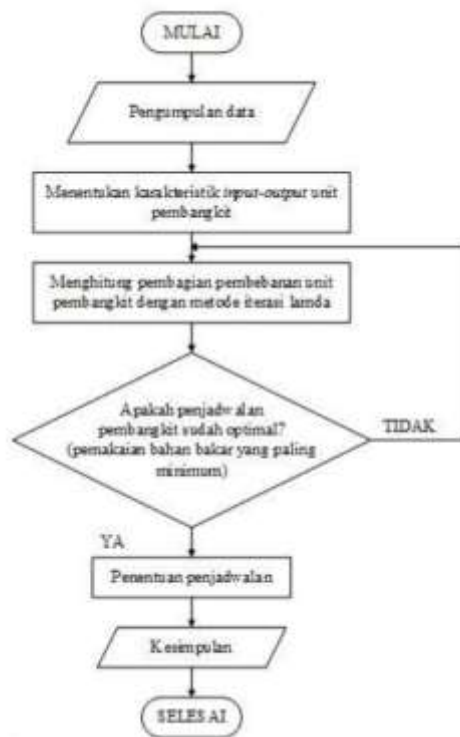 MULAI
Pengumpulan data
Menentukan karakteristik input-output unit
pembangkit
Menghitung pembagian pembebanan unit
pembangkit dengan metode iterasi lamda
Apakah penjadwalan
pembangkit sudah optimal?
(pemakaian bahan bakar yang paling
minimum)
TIDAK
YA
Penentuan penjadwalan
Kesimpulan
SELESAI